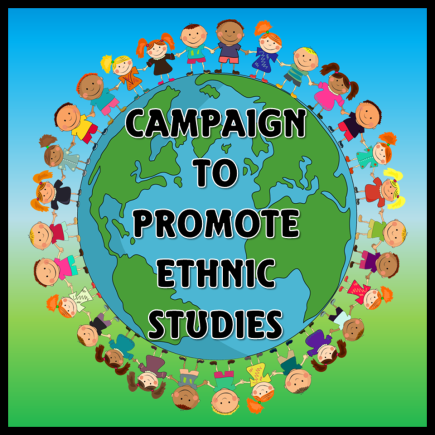 CAMPAIGN
TO
PROMOTE
ETHNIC
STUDIES